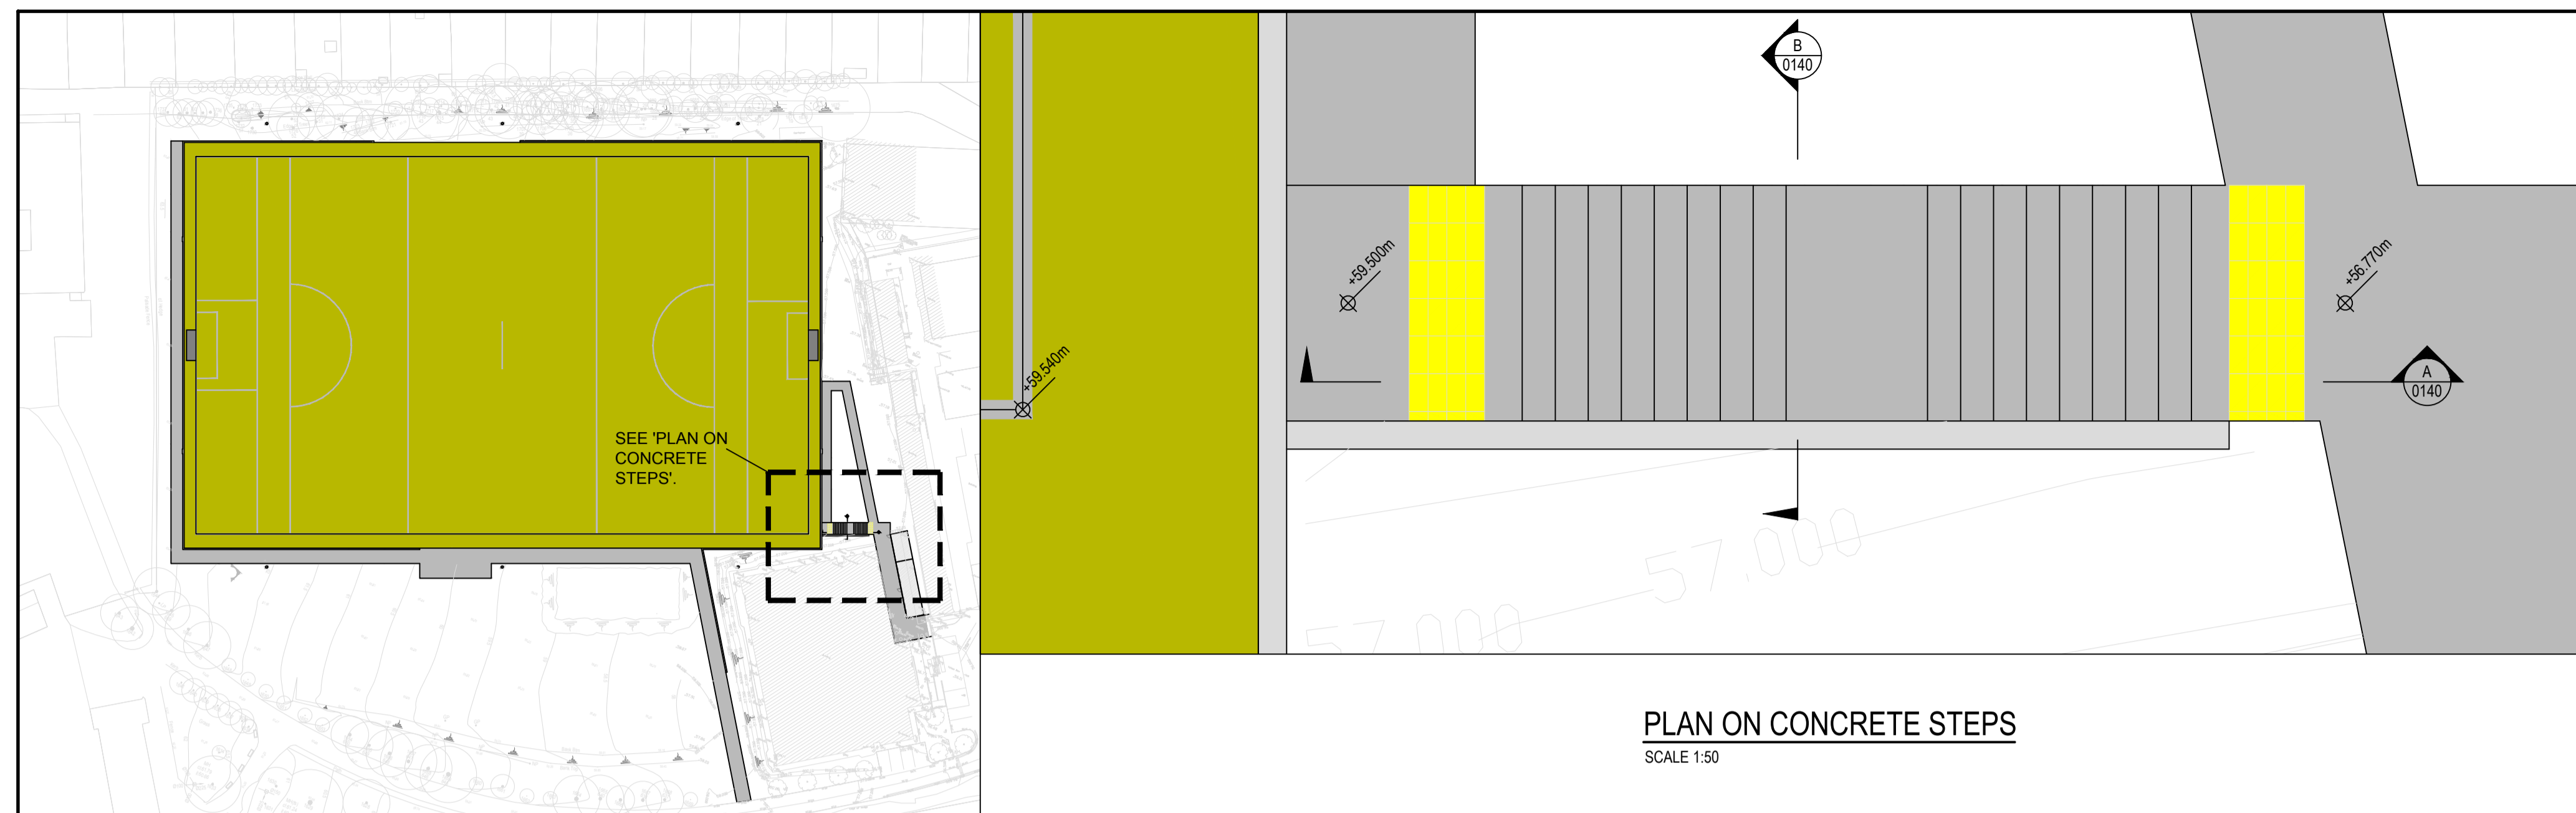 SEE 'PLAN ON
CONCRETE
STEPS'.
B
0140
+59.500m
+56.770m
+59.540m
A
0140
57.000
57.000
PLAN ON CONCRETE STEPS
SCALE 1:50